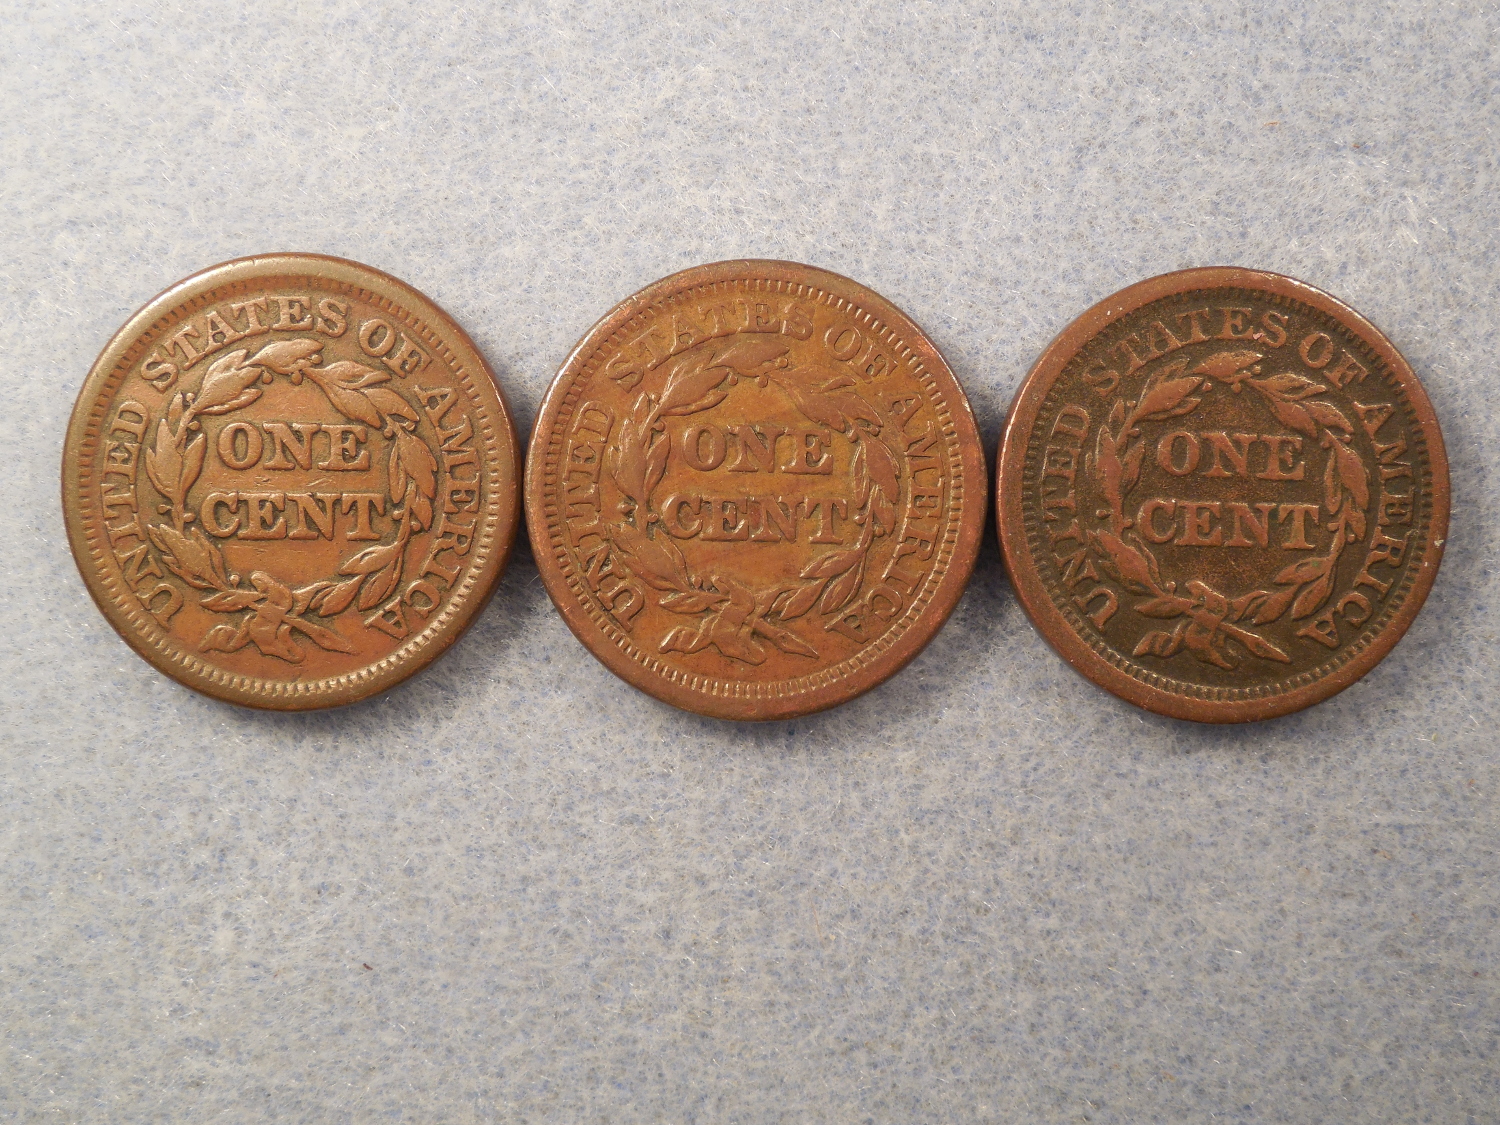 UNITED STATES OF AMERICA
ONE
CENT
UNITED STATES OF AMERICA
ONE
CENT
UNITED STATES OF AMERICA
ONE
CENT